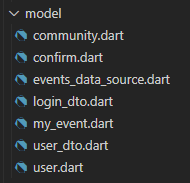 model
community.dart
confirm.dart
events_data_source.dart
login_dto.dart
my_event.dart
user_dto.dart
user.dart